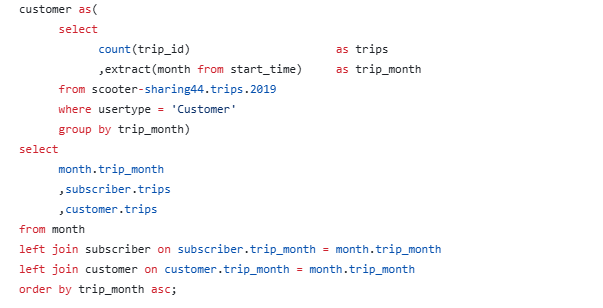 customer as(
select
count(trip_id) as trips
,extract(month from start_time) as trip_month
from scooter-sharing44.trips.2019
where usertype = 'Customer'
group by trip_month)
select
month.trip_month
,subscriber.trips
,customer.trips
from month
left join subscriber on subscriber.trip_month = month.trip_month
left join customer on customer.trip_month = month.trip_month
order by trip_month asc;